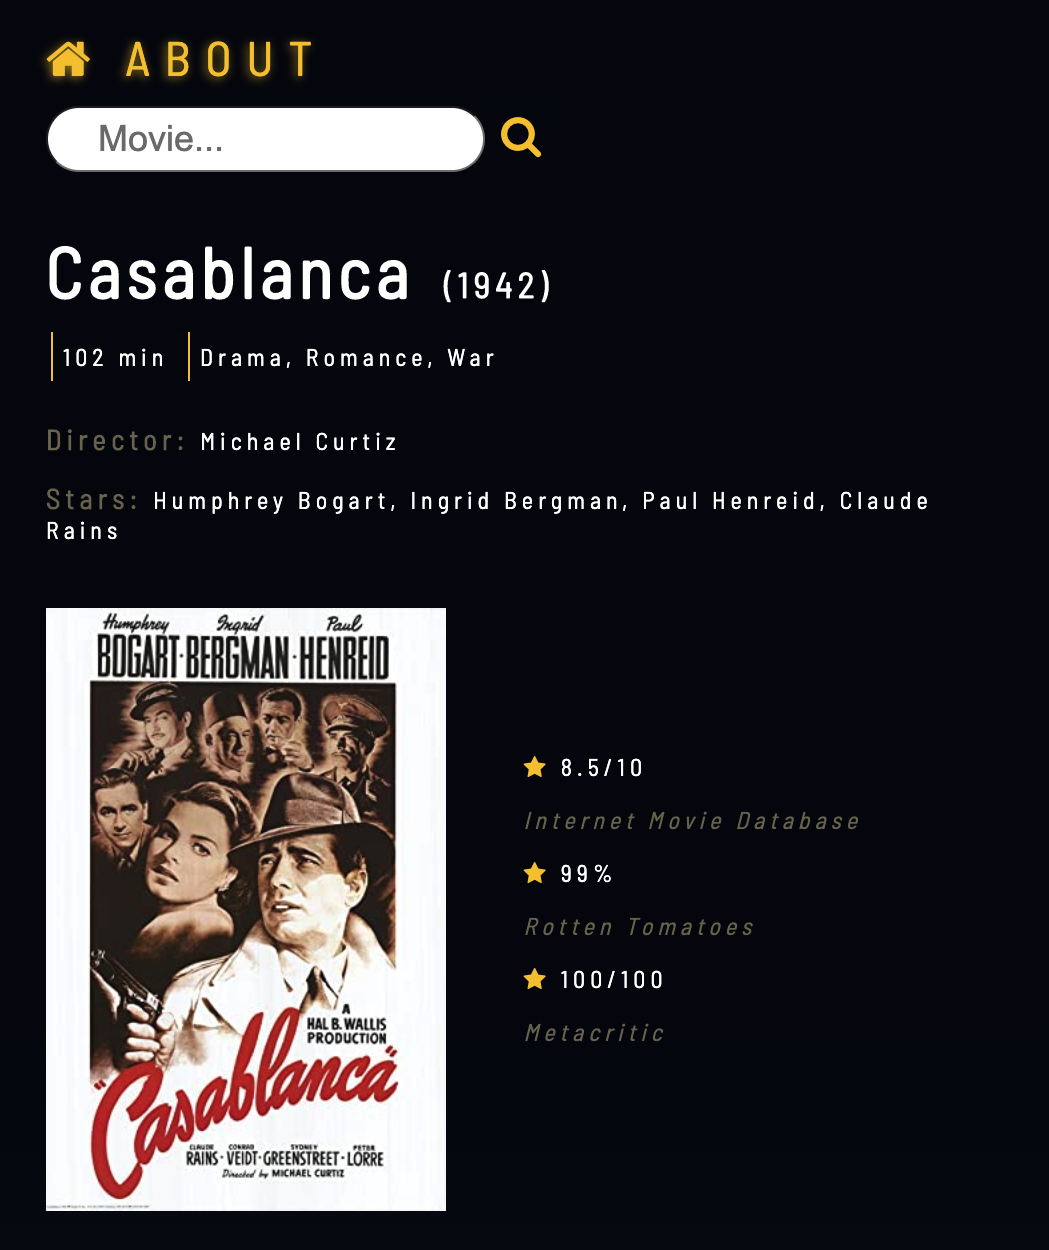 ABOUT
Movie...
Casablanca (1942)
102 min Drama, Romance, War
Director: Michael Curtiz
Stars: Humphrey Bogart, Ingrid Bergman, Paul Henreid, Claude
Rains
Humphrey Ingrid Paul
BOGART · BERGMAN · HENREID
A
HAL B. WALLIS
PRODUCTION
"Casablanca"
CLAUDE CONRAD SYDNEY PETER
RAINS · VEIDT · GREENSTREET · LORRE
Directed by MICHAEL CURTIZ
8.5/10
Internet Movie Database
99%
Rotten Tomatoes
100/100
Metacritic